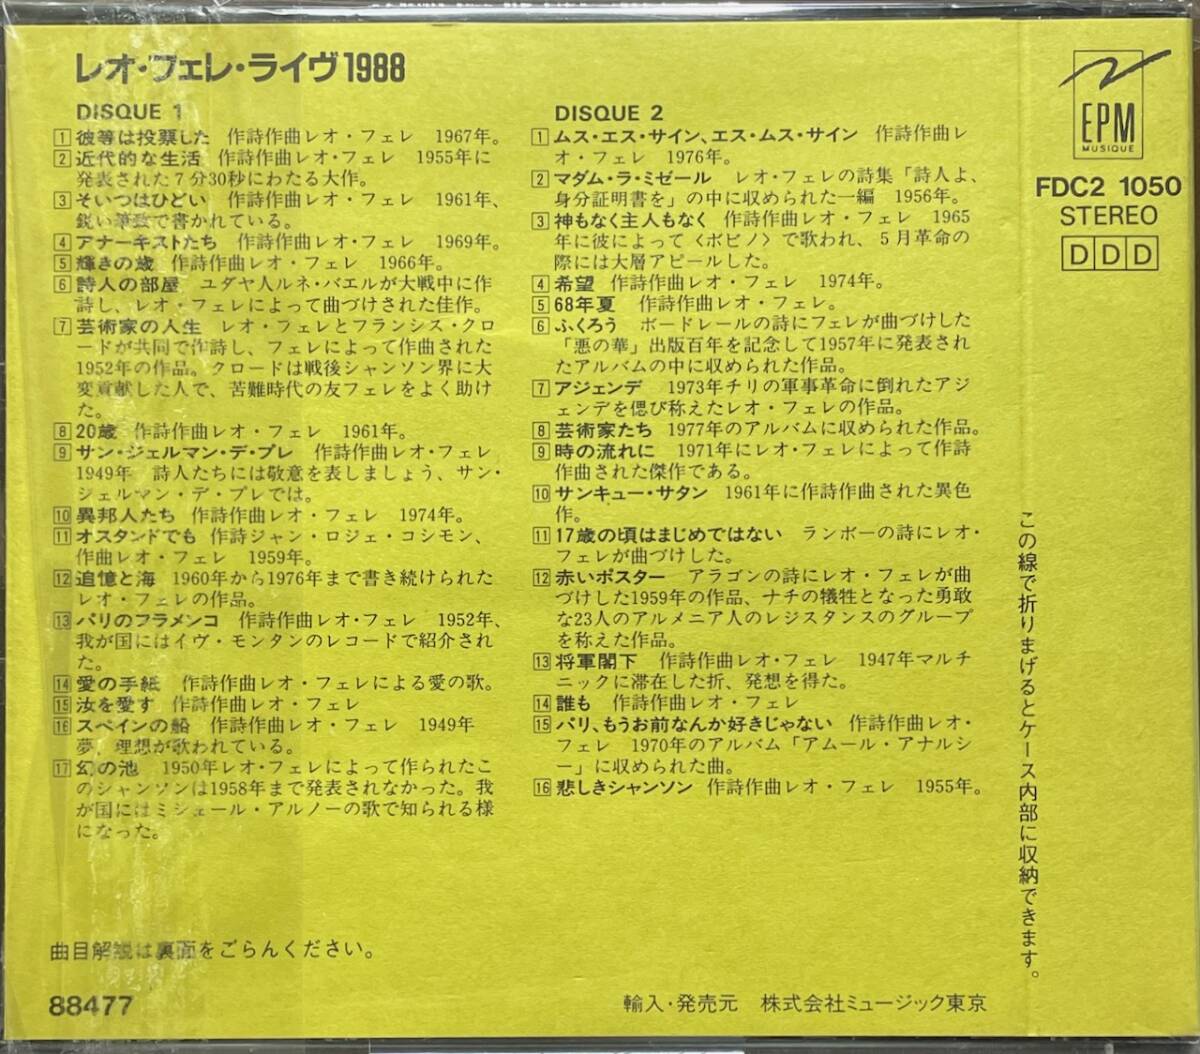 レオ・フェレ・ライヴ1988
DISQUE 1
1 彼等は投票した 作詩作曲レオ・フェレ 1967年。
2 近代的な生活 作詩作曲レオ・フェレ 1955年に
発表された7分30秒にわたる大作。
3 そいつはひどい 作詩作曲レオ・フェレ 1961年、
鋭い筆致で書かれている。
4 アナーキストたち 作詩作曲レオ・フェレ 1969年。
5 輝きの歳 作詩作曲レオ・フェレ 1966年。
6 詩人の部屋 ユダヤ人ルネ・バエルが大戦中に作
詩し、レオ・フェレによって曲づけされた佳作。
7 芸術家の人生 レオ・フェレとフランシス・クロ
ードが共同で作詩し、フェレによって作曲された
1952年の作品。クロードは戦後シャンソン界に大
変貢献した人で、苦難時代の友フェレをよく助け
た。
8 20歳 作詩作曲レオ・フェレ 1961年。
9 サン・ジェルマン・デ・プレ 作詩作曲レオ・フェレ
1949年 詩人たちには敬意を表しましょう、サン・
ジェルマン・デ・プレでは。
10 異邦人たち 作詩作曲レオ・フェレ 1974年。
11 オスタンドでも 作詩ジャン・ロジェ・コシモン、
作曲レオ・フェレ 1959年。
12 追憶と海 1960年から1976年まで書き続けられた
レオ・フェレの作品。
13 パリのフラメンコ 作詩作曲レオ・フェレ 1952年、
我が国にはイヴ・モンタンのレコードで紹介され
た。
14 愛の手紙 作詩作曲レオ・フェレによる愛の歌。
15 汝を愛す 作詩作曲レオ・フェレ
16 スペインの船 作詩作曲レオ・フェレ 1949年
夢、理想が歌われている。
17 幻の池 1950年レオ・フェレによって作られたこ
のシャンソンは1958年まで発表されなかった。我
が国にはミシェール・アルノーの歌で知られる様
になった。
曲目解説は裏面をごらんください。
88477
DISQUE 2
1 ムス・エス・サイン、エス・ムス・サイン 作詩作曲レ
オ・フェレ 1976年。
2 マダム・ラ・ミゼール レオ・フェレの詩集「詩人よ、
身分証明書を」の中に収められた一編 1956年。
3 神もなく主人もなく 作詩作曲レオ・フェレ 1965
年に彼によって〈ボビノ〉で歌われ、5月革命の
際には大層アピールした。
4 希望 作詩作曲レオ・フェレ 1974年。
5 68年夏 作詩作曲レオ・フェレ。
6 ふくろう ボードレールの詩にフェレが曲づけした
「悪の華」出版百年を記念して1957年に発表され
たアルバムの中に収められた作品。
7 アジェンデ 1973年チリの軍事革命に倒れたアジ
ェンデを偲び称えたレオ・フェレの作品。
8 芸術家たち 1977年のアルバムに収められた作品。
9 時の流れに 1971年にレオ・フェレによって作詩
作曲された傑作である。
10 サンキュー・サタン 1961年に作詩作曲された異色
作。
11 17歳の頃はまじめではない ランボーの詩にレオ・
フェレが曲づけした。
12 赤いポスター アラゴンの詩にレオ・フェレが曲
づけした1959年の作品、ナチの犠牲となった勇敢
な23人のアルメニア人のレジスタンスのグループ
を称えた作品。
13 将軍閣下 作詩作曲レオ・フェレ 1947年マルチ
ニックに滞在した折、発想を得た。
14 誰も 作詩作曲レオ・フェレ
15 パリ、もうお前なんか好きじゃない 作詩作曲レオ・
フェレ 1970年のアルバム「アムール・アナルシ
ー」に収められた曲。
16 悲しきシャンソン 作詩作曲レオ・フェレ 1955年。
輸入・発売元 株式会社ミュージック東京
この線で折りまげるとケース内部に収納できます。
EPM
MUSIQUE
FDC2 1050
STEREO
DDD